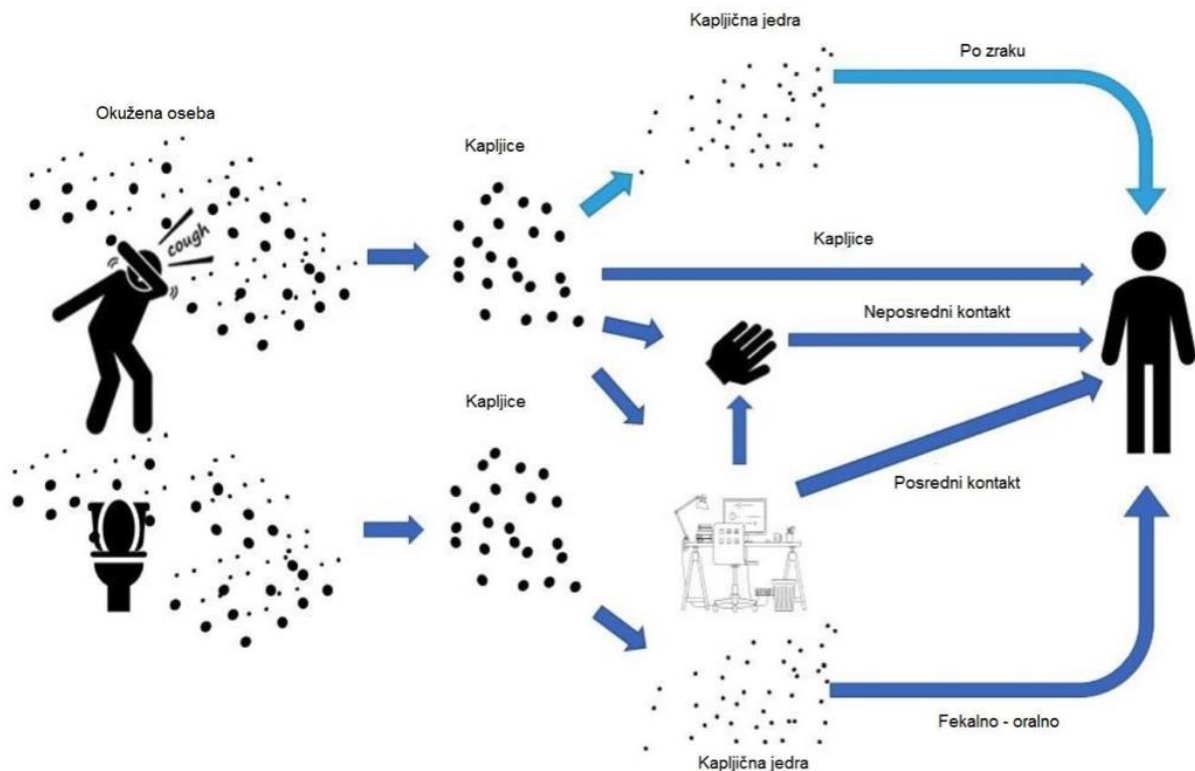 Kapljična jedra
Po zraku
Okužena oseba
Kapljice
cough
Kapljice
Neposredni kontakt
Kapljice
Posredni kontakt
Fekalno - oralno
Kapljična jedra